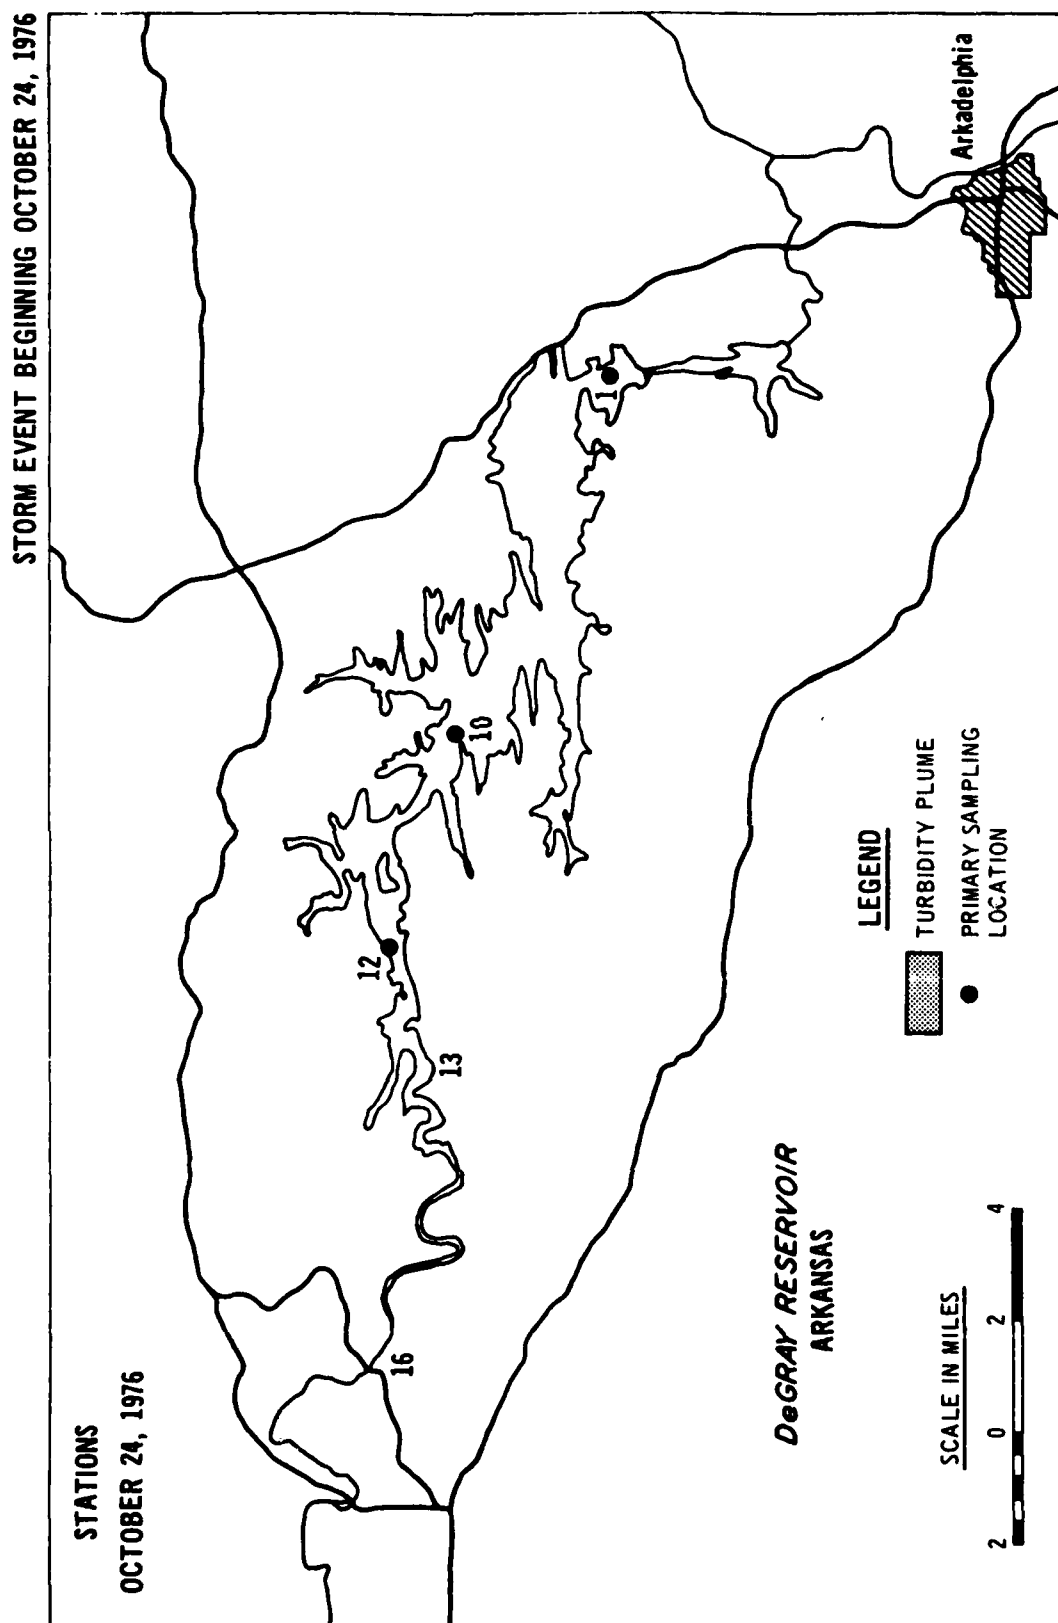 STORM EVENT BEGINNING OCTOBER 24, 1976
STATIONS
OCTOBER 24, 1976
Arkadelphia
1
10
12
13
16
LEGEND
TURBIDITY PLUME
PRIMARY SAMPLING
LOCATION
DeGRAY RESERVOIR
ARKANSAS
SCALE IN MILES
2 0 2 4